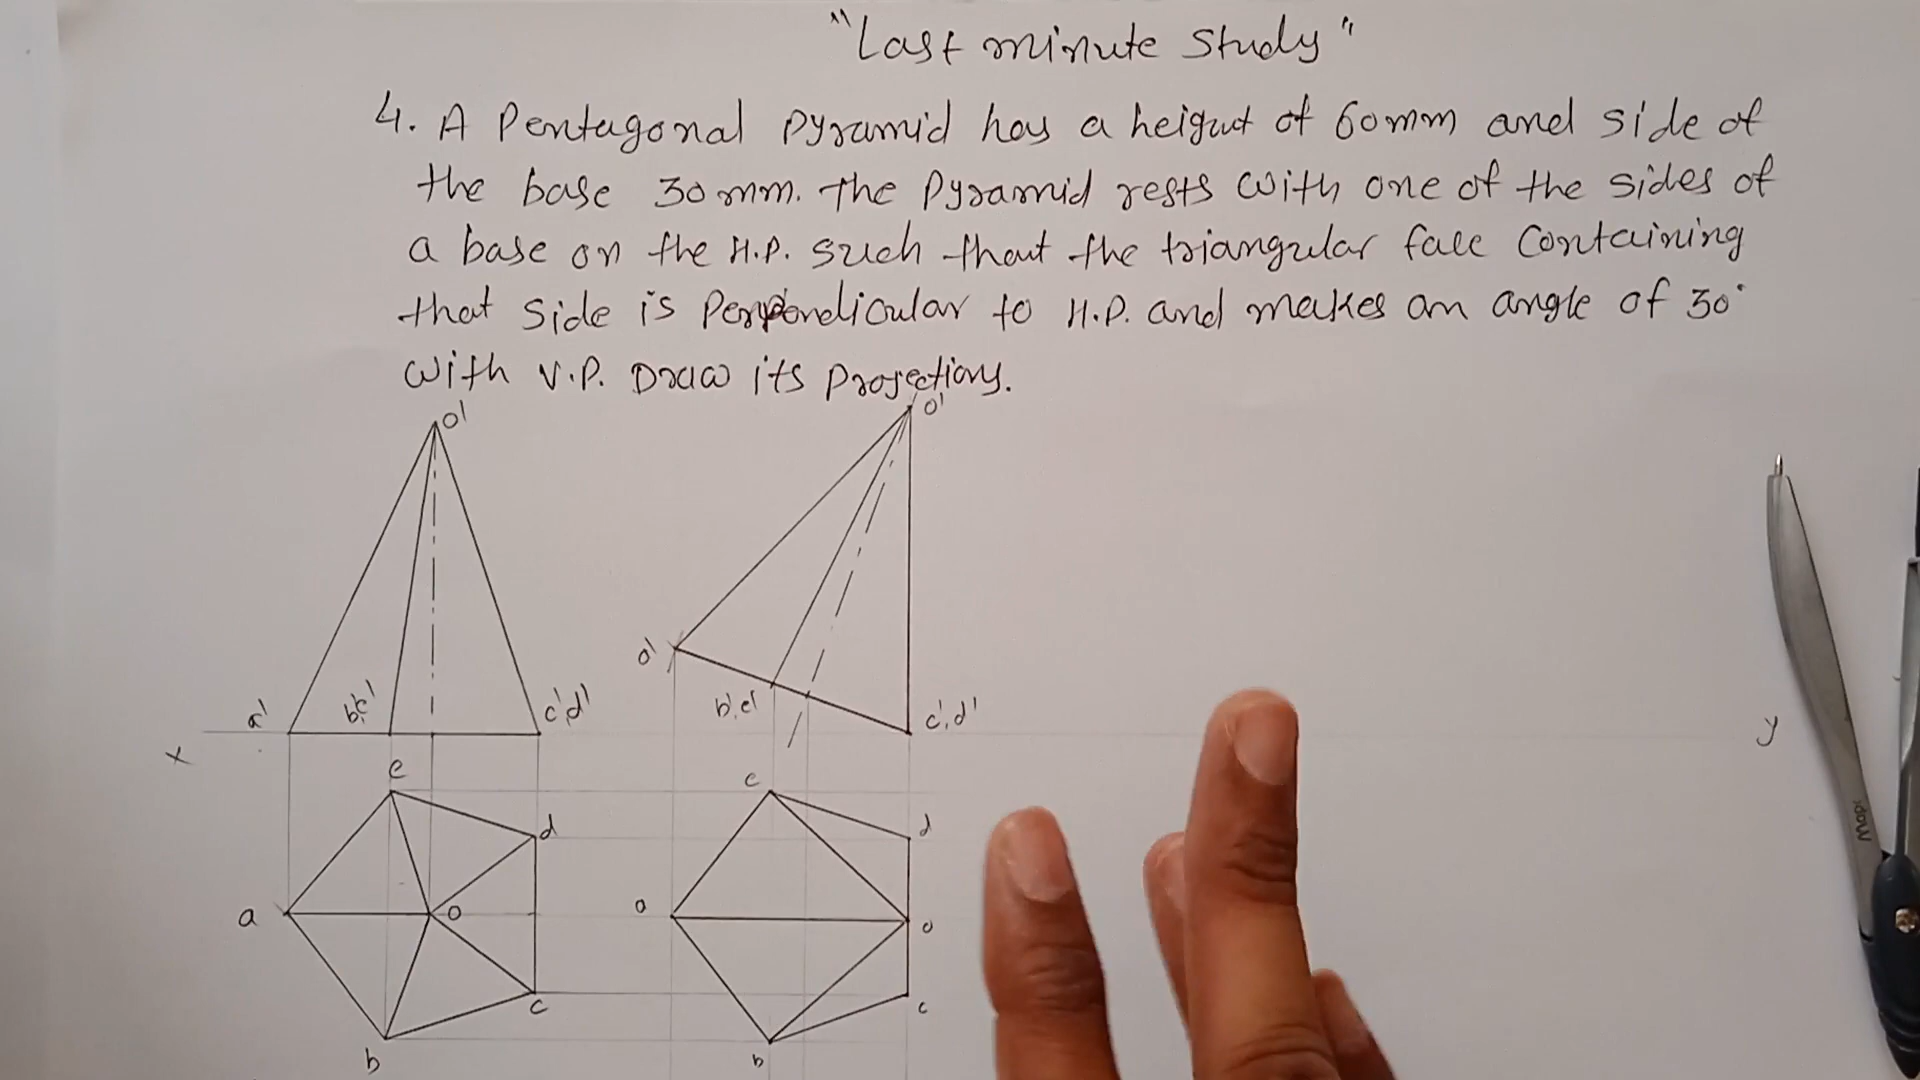 "Last minute study"
4. A Pentagonal pyramid has a height of 60mm and side of
the base 30mm. The pyramid rests with one of the sides of
a base on the H.P. such that the triangular face containing
that side is Perpendicular to H.P. and makes an angle of 30°
with V.P. Draw its projections.
o' o'
a' b'e' c'd' a' b',e' c',d'
x y
e e
d d
a o a o
c c
b b
Mapi